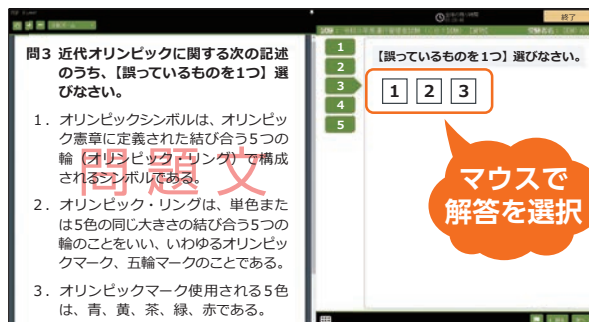 終了
問3 近代オリンピックに関する次の記述
のうち、【誤っているものを1つ】選
びなさい。
1．オリンピックシンボルは、オリンピッ
ク憲章に定義された結び合う5つの
輪（オリンピック・リング）で構成
されるシンボルである。
2．オリンピック・リングは、単色また
は5色の同じ大きさの結び合う5つの
輪のことをいい、いわゆるオリンピッ
クマーク、五輪マークのことである。
3．オリンピックマーク使用される5色
は、青、黄、茶、緑、赤である。
問題文
1
2
3
4
5
【誤っているものを1つ】選びなさい。
1 2 3
マウスで
解答を選択